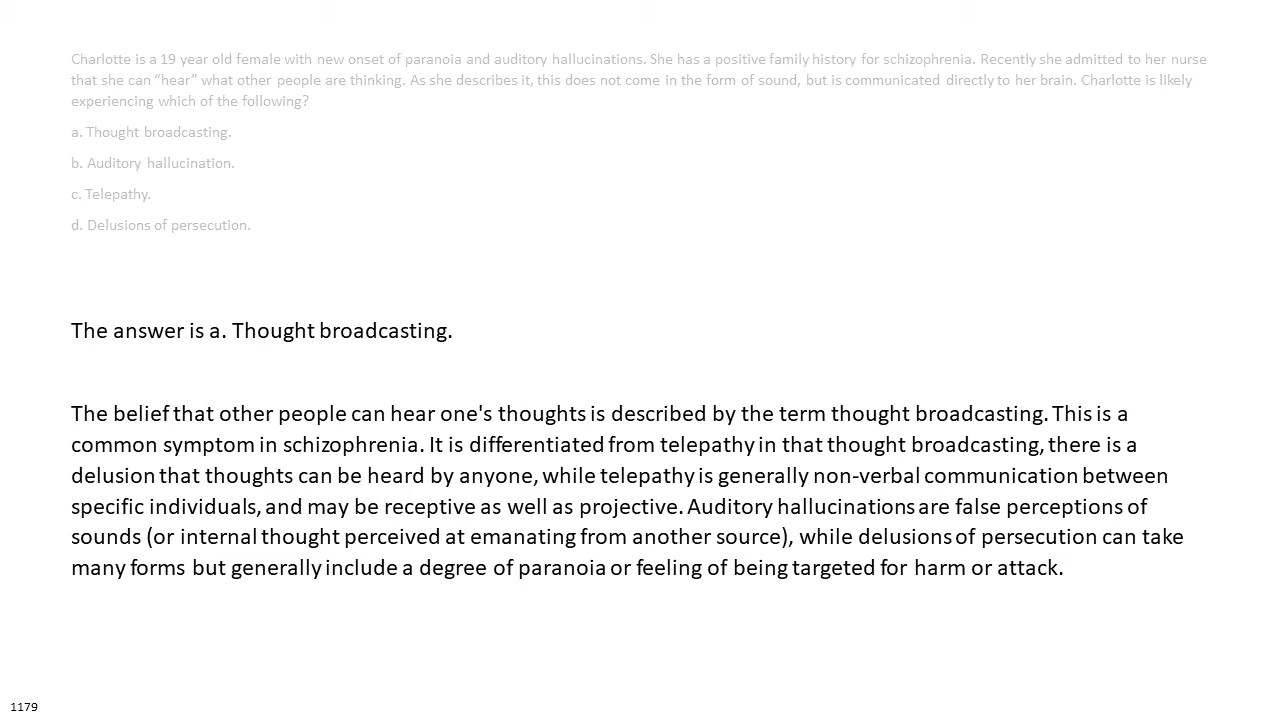 Charlotte is a 19 year old female with new onset of paranoia and auditory hallucinations. She has a positive family history for schizophrenia. Recently she admitted to her nurse
that she can “hear” what other people are thinking. As she describes it, this does not come in the form of sound, but is communicated directly to her brain. Charlotte is likely
experiencing which of the following?
a. Thought broadcasting.
b. Auditory hallucination.
c. Telepathy.
d. Delusions of persecution.
The answer is a. Thought broadcasting.
The belief that other people can hear one's thoughts is described by the term thought broadcasting. This is a
common symptom in schizophrenia. It is differentiated from telepathy in that thought broadcasting, there is a
delusion that thoughts can be heard by anyone, while telepathy is generally non-verbal communication between
specific individuals, and may be receptive as well as projective. Auditory hallucinations are false perceptions of
sounds (or internal thought perceived at emanating from another source), while delusions of persecution can take
many forms but generally include a degree of paranoia or feeling of being targeted for harm or attack.
1179